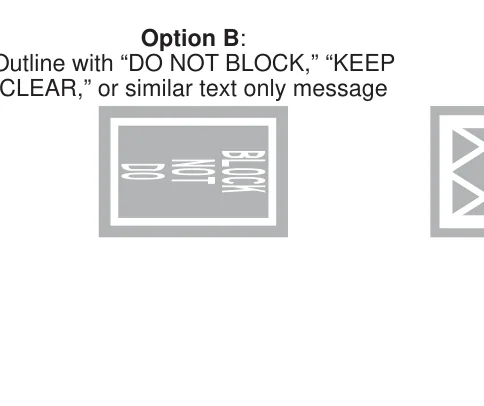 Option B:
Outline with “DO NOT BLOCK,” “KEEP
CLEAR,” or similar text only message
DO
NOT
BLOCK